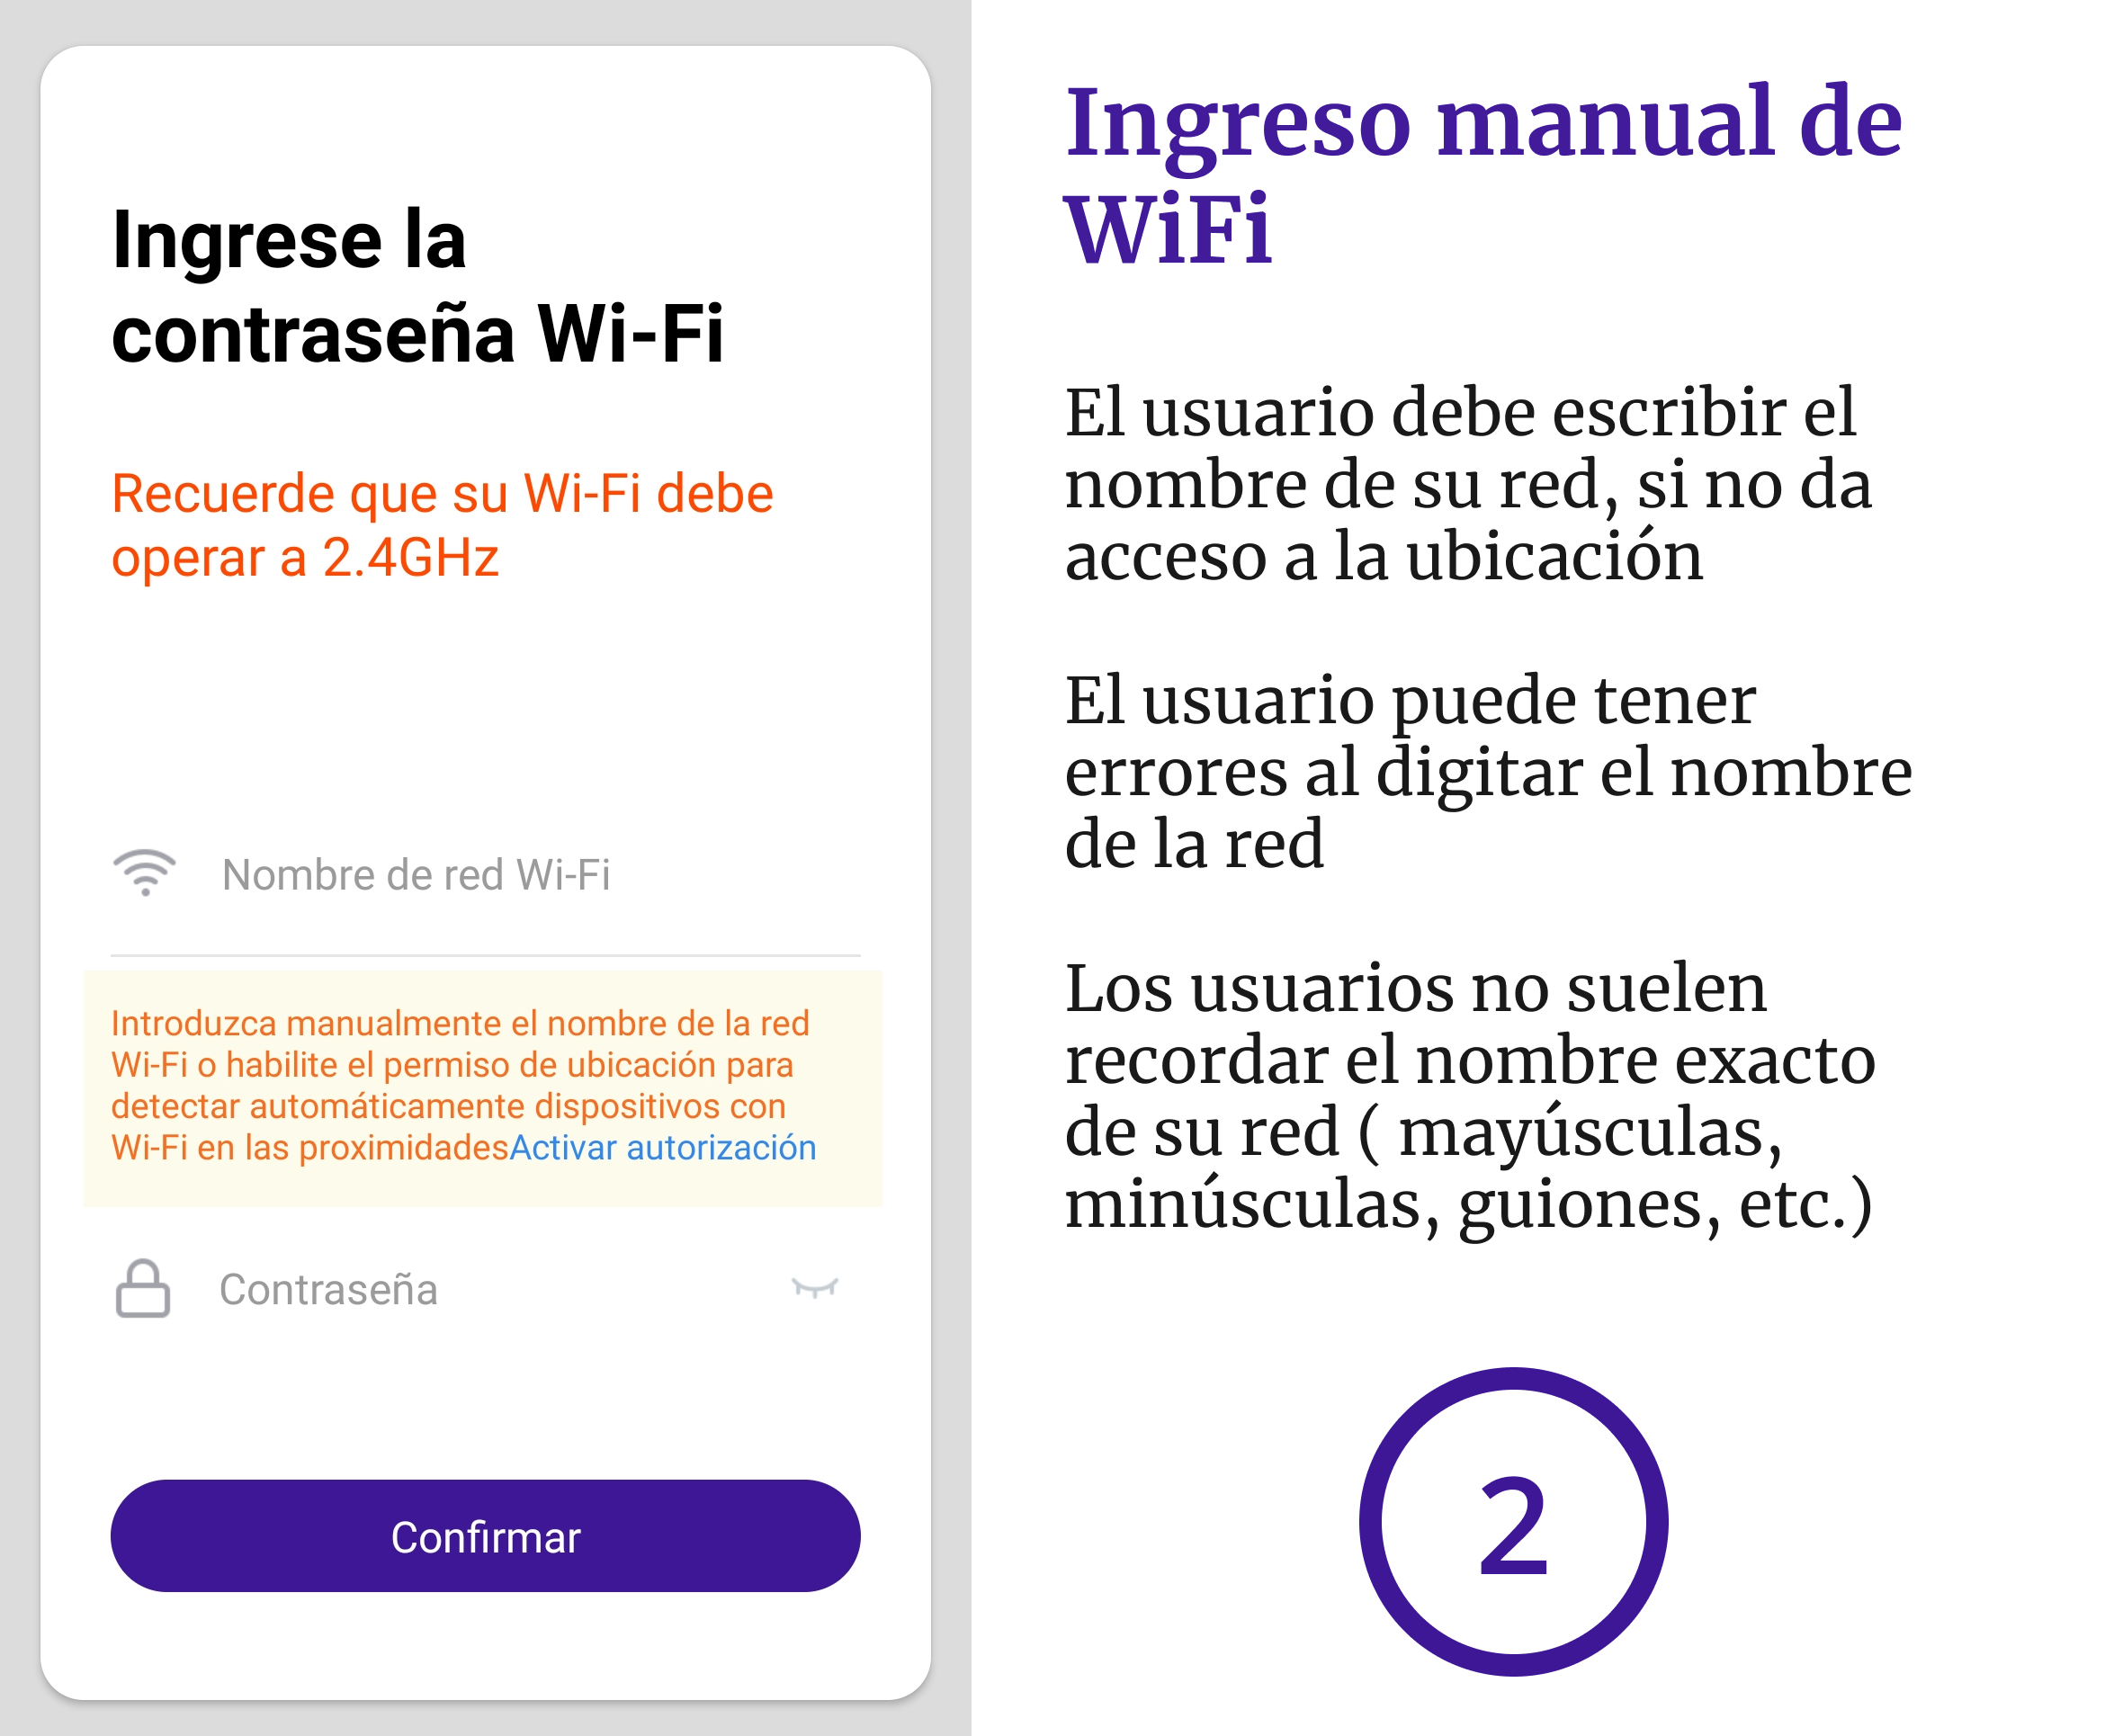 Ingrese la
contraseña Wi-Fi
Recuerde que su Wi-Fi debe
operar a 2.4GHz
Nombre de red Wi-Fi
Introduzca manualmente el nombre de la red
Wi-Fi o habilite el permiso de ubicación para
detectar automáticamente dispositivos con
Wi-Fi en las proximidadesActivar autorización
Contraseña
Confirmar
Ingreso manual de
WiFi
El usuario debe escribir el
nombre de su red, si no da
acceso a la ubicación
El usuario puede tener
errores al digitar el nombre
de la red
Los usuarios no suelen
recordar el nombre exacto
de su red ( mayúsculas,
minúsculas, guiones, etc.)
2